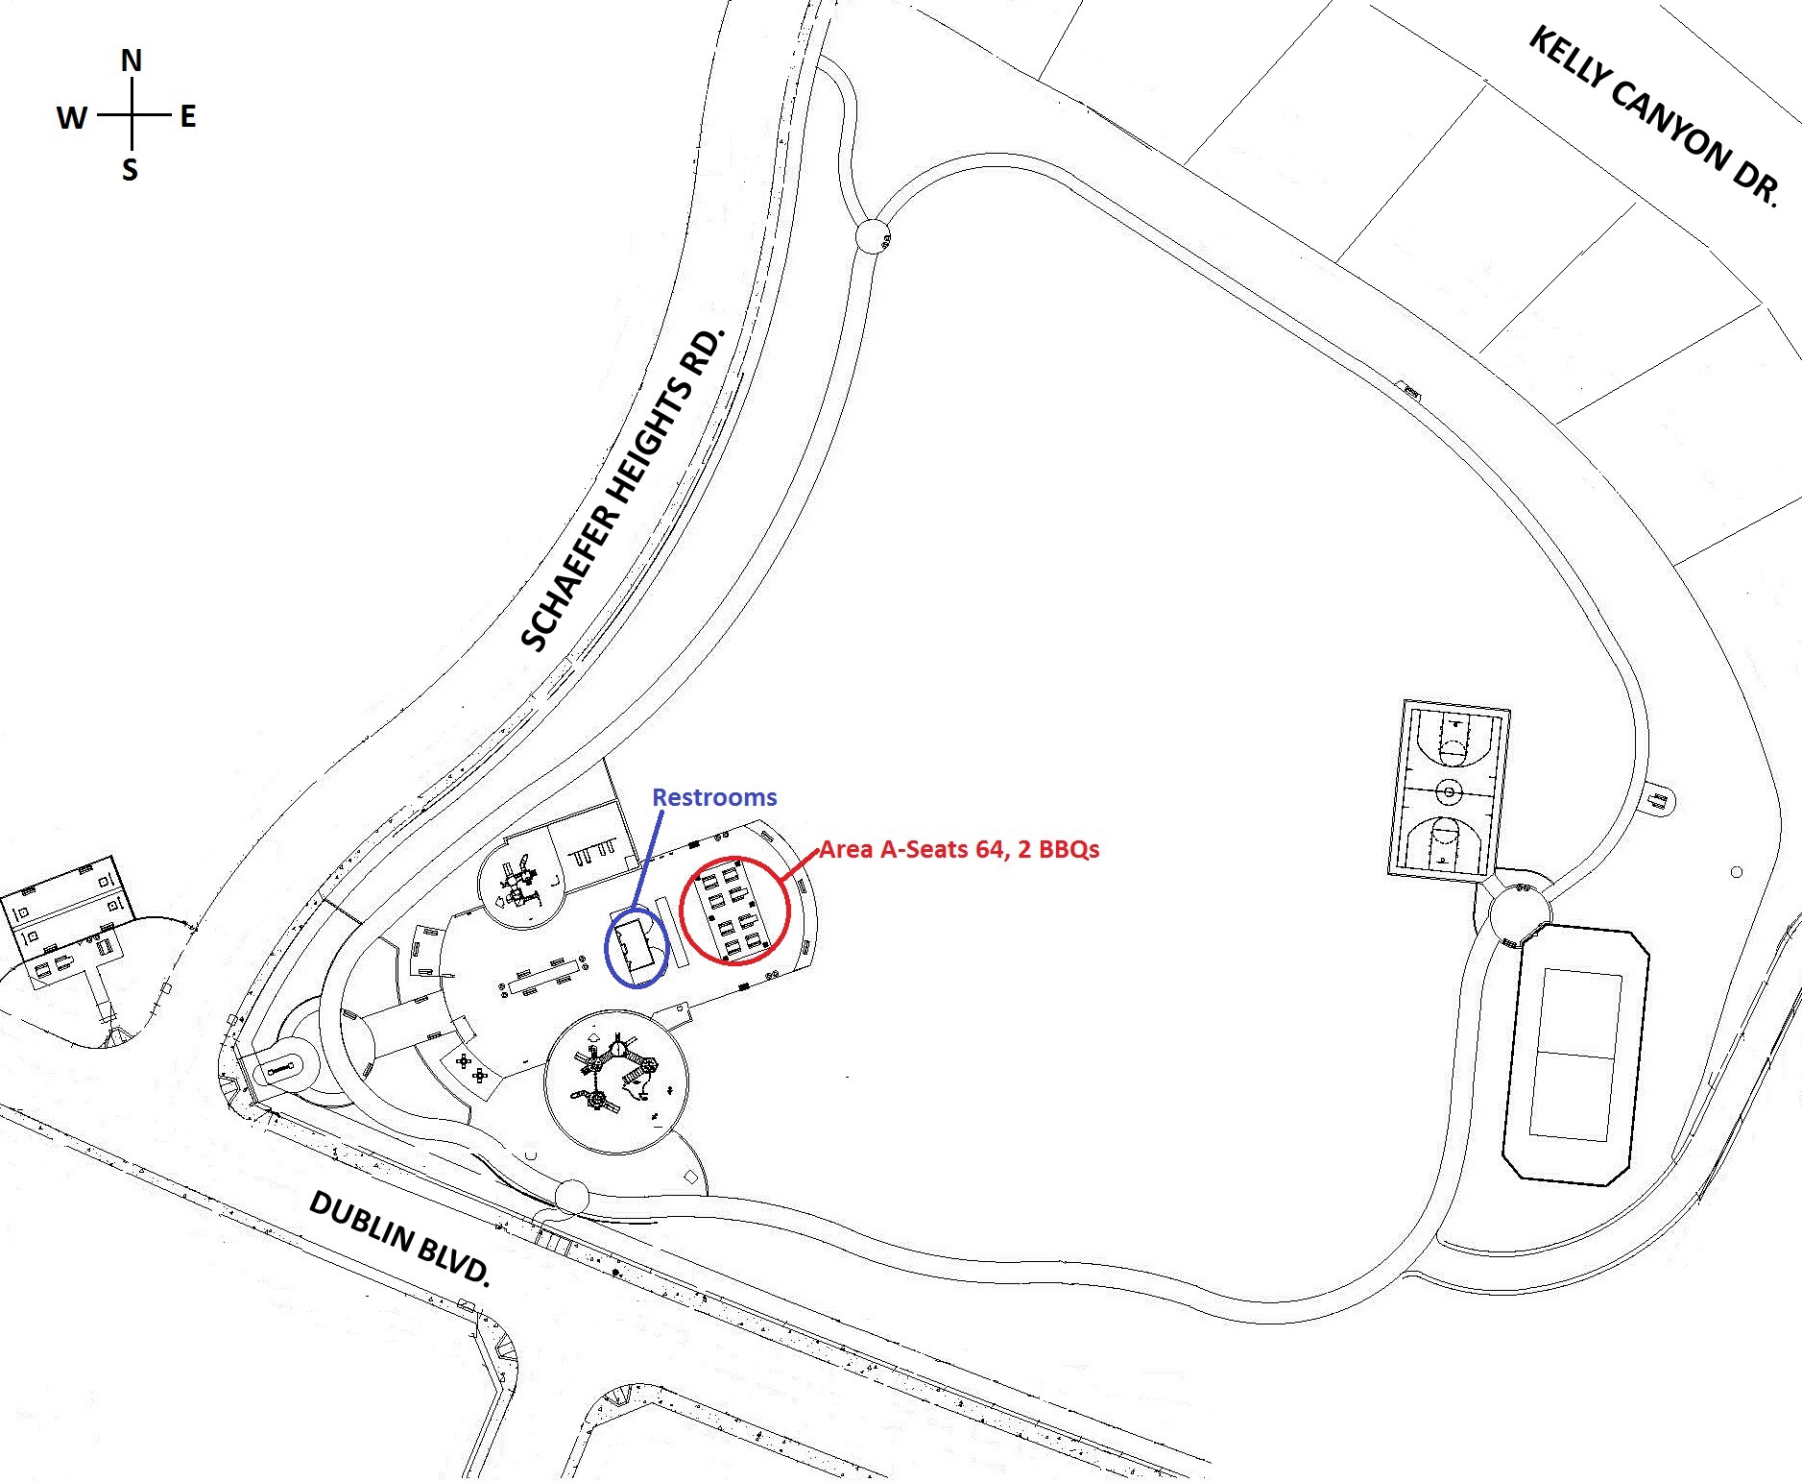 N
W E
S
KELLY CANYON DR.
SCHAEFER HEIGHTS RD.
Restrooms
Area A-Seats 64, 2 BBQs
DUBLIN BLVD.